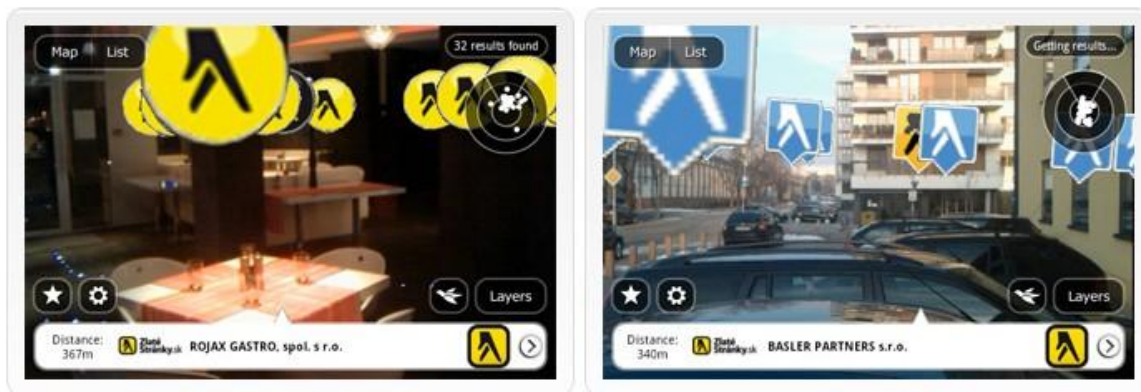 Map
List
32 results found
Layers
Distance:
367m
Zlaté
Stránky.sk
ROJAX GASTRO, spol. s r.o.
Map
List
Getting results...
Layers
Distance:
340m
Zlaté
Stránky.sk
BASLER PARTNERS s.r.o.